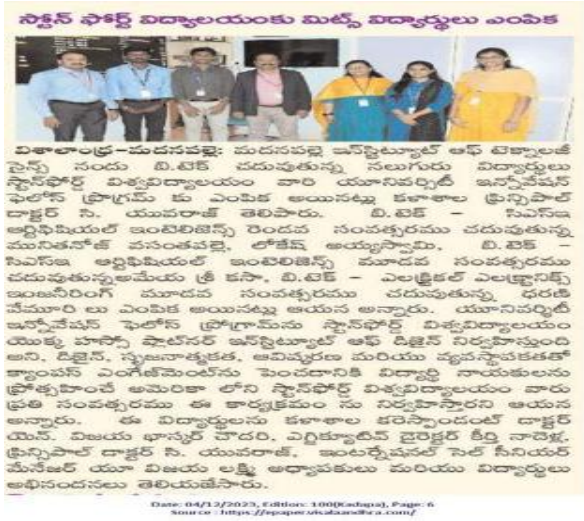 స్టోన్ ఫోర్డ్ విద్యాలయంకు మిట్స్ విద్యార్థులు ఎంపిక
విశాలాంధ్ర-మదనపల్లె: మదనపల్లె ఇన్‌స్టిట్యూట్ ఆఫ్ టెక్నాలజీ
సైన్స్ నందు బి.టెక్ చదువుతున్న నలుగురు విద్యార్థులు
స్టాన్‌ఫోర్డ్ విశ్వవిద్యాలయం వారి యూనివర్సిటీ ఇన్నోవేషన్
ఫెలోస్ ప్రోగ్రామ్ కు ఎంపిక అయినట్లు కళాశాల ప్రిన్సిపాల్
డాక్టర్ సి. యువరాజ్ తెలిపారు. బి.టెక్ – సిఎస్ఇ
ఆర్టిఫిషియల్ ఇంటెలిజెన్స్ రెండవ సంవత్సరము చదువుతున్న
మునితనోజ్ వసంతపల్లె, లోకేష్ అయ్యస్వామి, బి.టెక్ –
సిఎస్ఇ ఆర్టిఫిషియల్ ఇంటెలిజెన్స్ మూడవ సంవత్సరము
చదువుతున్నఅమేయ శ్రీ కసా, బి.టెక్ – ఎలక్ట్రికల్ ఎలక్ట్రానిక్స్
ఇంజనీరింగ్ మూడవ సంవత్సరము చదువుతున్న ధరణి
వేమూరి లు ఎంపిక అయినట్లు ఆయన అన్నారు. యూనివర్సిటీ
ఇన్నోవేషన్ ఫెలోస్ ప్రోగ్రామ్‌ను స్టాన్‌ఫోర్డ్ విశ్వవిద్యాలయం
యొక్క హస్సో ప్లాట్‌నర్ ఇన్‌స్టిట్యూట్ ఆఫ్ డిజైన్ నిర్వహిస్తుంది
అని, డిజైన్, సృజనాత్మకత, ఆవిష్కరణ మరియు వ్యవస్థాపకతతో
క్యాంపస్ ఎంగేజ్‌మెంట్‌ను పెంచడానికి విద్యార్థి నాయకులను
ప్రోత్సహించే అమెరికా లోని స్టాన్‌ఫోర్డ్ విశ్వవిద్యాలయం వారు
ప్రతి సంవత్సరము ఈ కార్యక్రమం ను నిర్వహిస్తారని ఆయన
అన్నారు. ఈ విద్యార్థులను కళాశాల కరెస్పాండంట్ డాక్టర్
యెన్. విజయ భాస్కర్ చౌదరి, ఎగ్జిక్యూటివ్ డైరెక్టర్ కీర్తి నాదెళ్ల,
ప్రిన్సిపాల్ డాక్టర్ సి. యువరాజ్, ఇంటర్నేషనల్ సెల్ సీనియర్
మేనేజర్ యూ విజయ లక్ష్మి అధ్యాపకులు మరియు విద్యార్థులు
అభినందనలు తెలియజేసారు.
Date: 04/12/2023, Edition: 100(Kadapa), Page: 6
Source : https://epaper.visalaandhra.com/